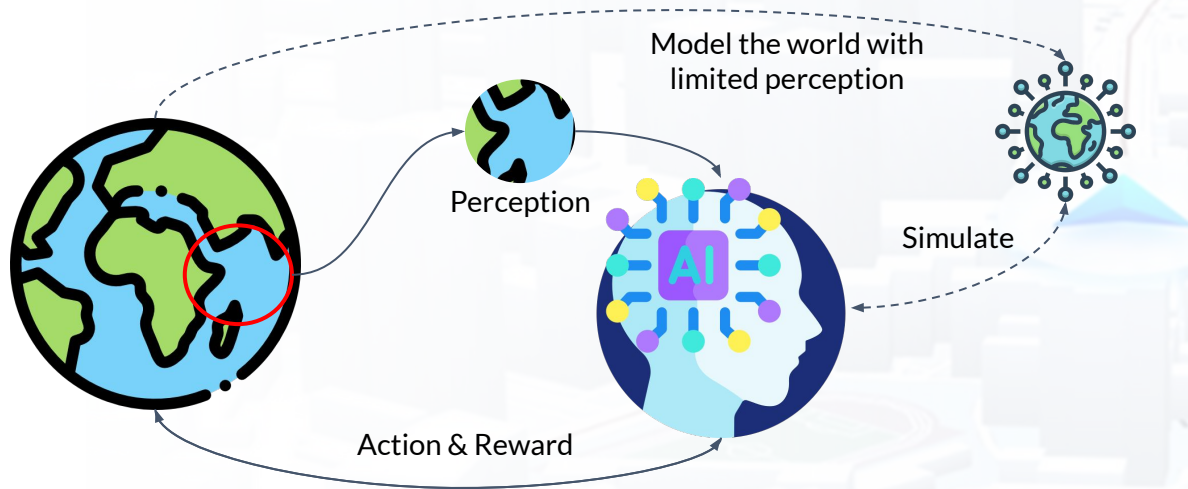 Model the world with
limited perception
Perception
AI
Simulate
Action & Reward